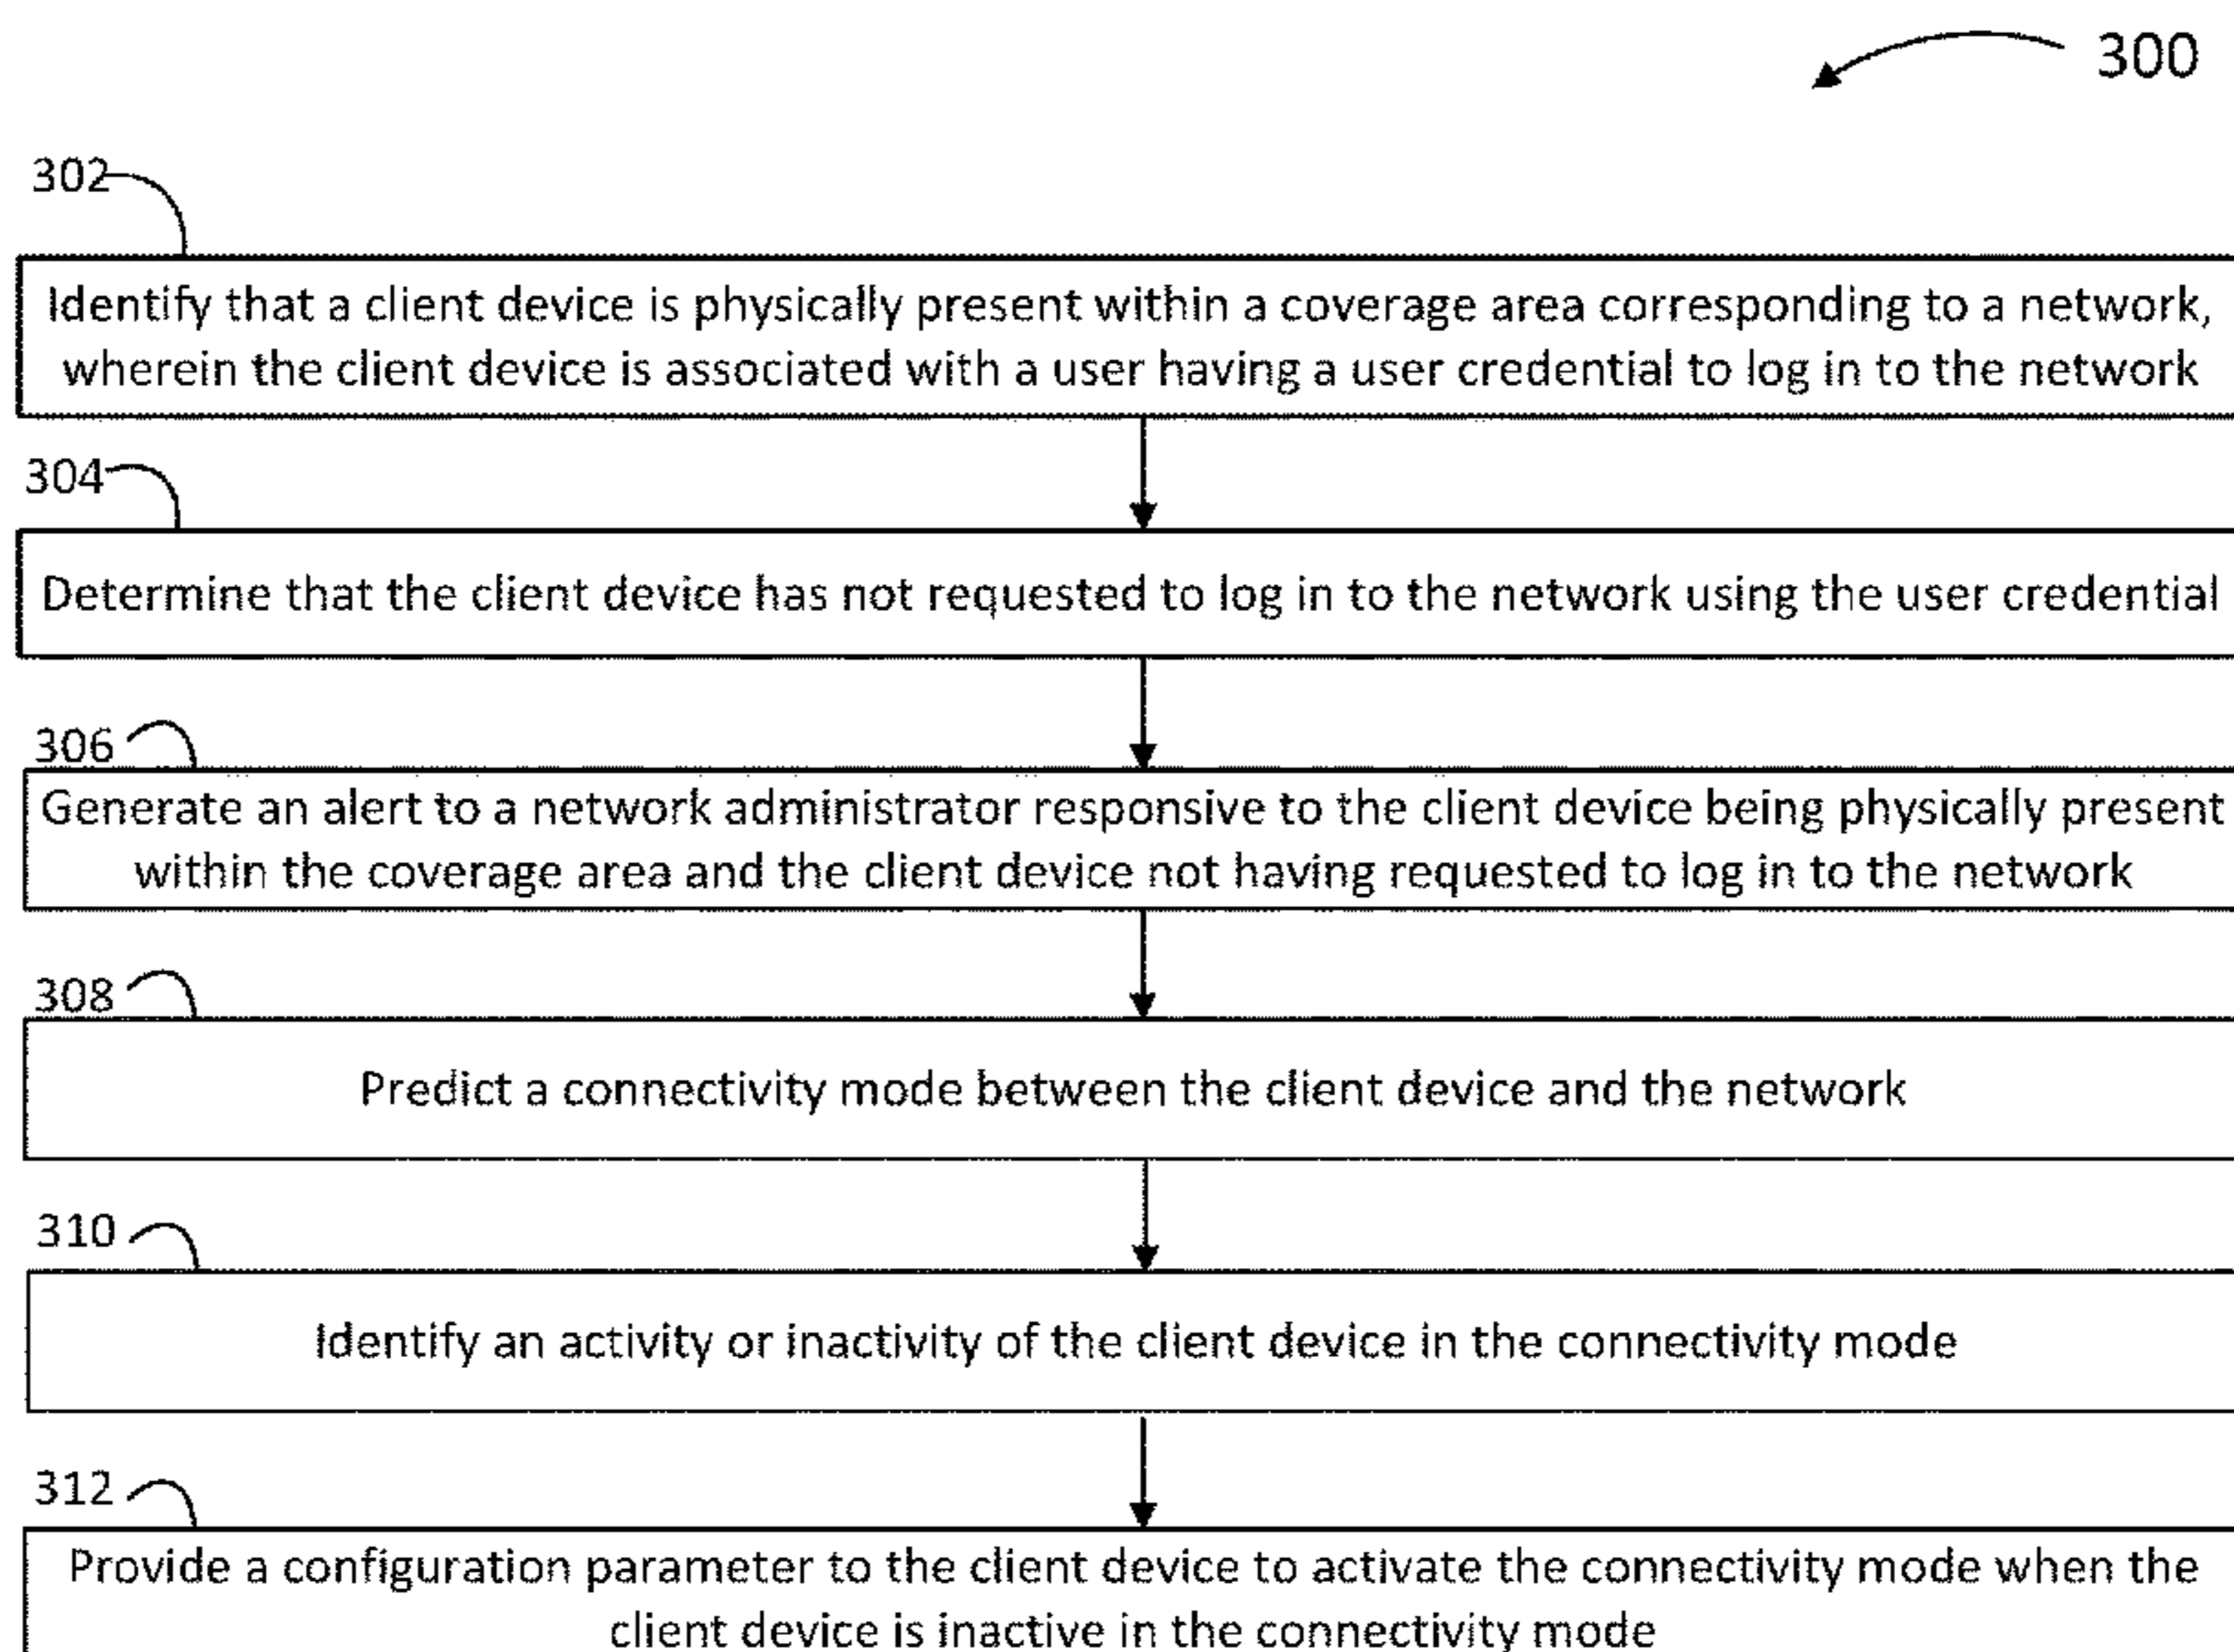 300
302
Identify that a client device is physically present within a coverage area corresponding to a network,
wherein the client device is associated with a user having a user credential to log in to the network
304
Determine that the client device has not requested to log in to the network using the user credential
306
Generate an alert to a network administrator responsive to the client device being physically present
within the coverage area and the client device not having requested to log in to the network
308
Predict a connectivity mode between the client device and the network
310
Identify an activity or inactivity of the client device in the connectivity mode
312
Provide a configuration parameter to the client device to activate the connectivity mode when the
client device is inactive in the connectivity mode